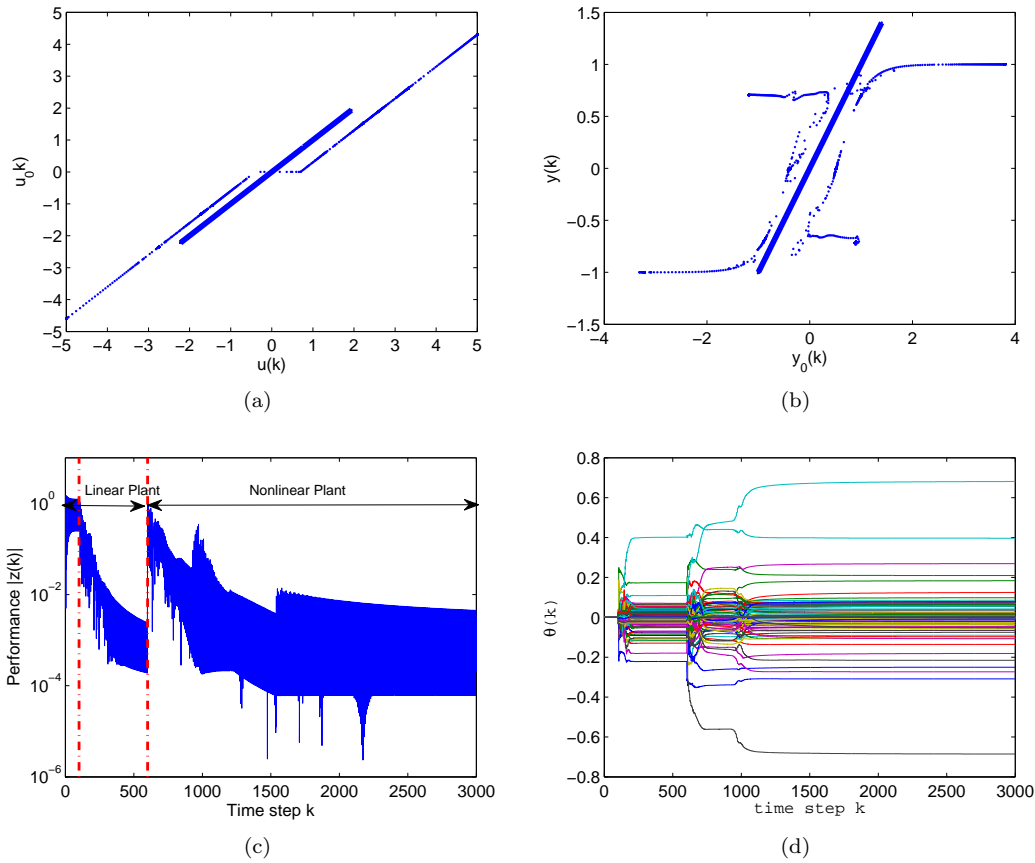 5
4
3
2
1
0
−1
−2
−3
−4
−5
u_0k)
−5 −4 −3 −2 −1 0 1 2 3 4 5
u(k)
(a)
1.5
1
0.5
0
−0.5
−1
−1.5
y(k)
−4 −2 0 2 4
y_0(k)
(b)
10^0
10^−2
10^−4
10^−6
Performance |z(k)|
Linear Plant
Nonlinear Plant
0 500 1000 1500 2000 2500 3000
Time step k
(c)
0.8
0.6
0.4
0.2
0
−0.2
−0.4
−0.6
−0.8
θ(k)
0 500 1000 1500 2000 2500 3000
time step k
(d)